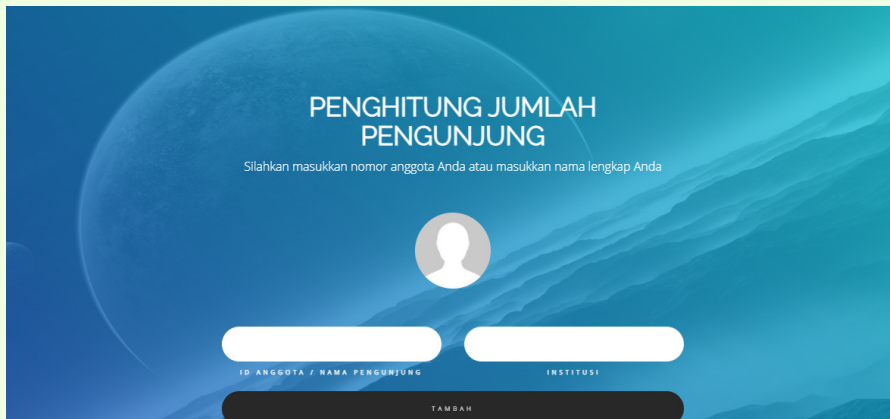 PENGHITUNG JUMLAH
PENGUNJUNG
Silahkan masukkan nomor anggota Anda atau masukkan nama lengkap Anda
ID ANGGOTA / NAMA PENGUNJUNG
INSTITUSI
TAMBAH